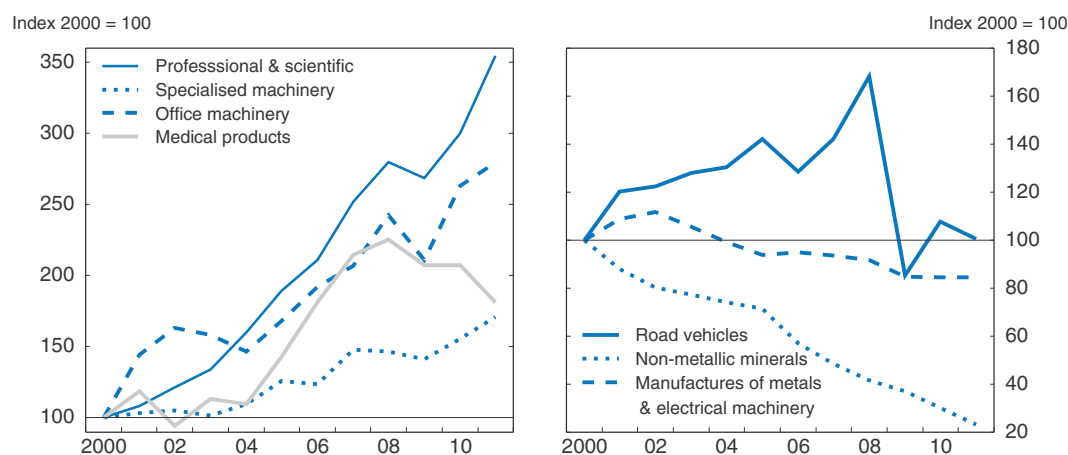 Index 2000 = 100
350
300
250
200
150
100
Professsional & scientific
Specialised machinery
Office machinery
Medical products
2000 02 04 06 08 10
Index 2000 = 100
180
160
140
120
100
80
60
40
20
Road vehicles
Non-metallic minerals
Manufactures of metals
& electrical machinery
2000 02 04 06 08 10